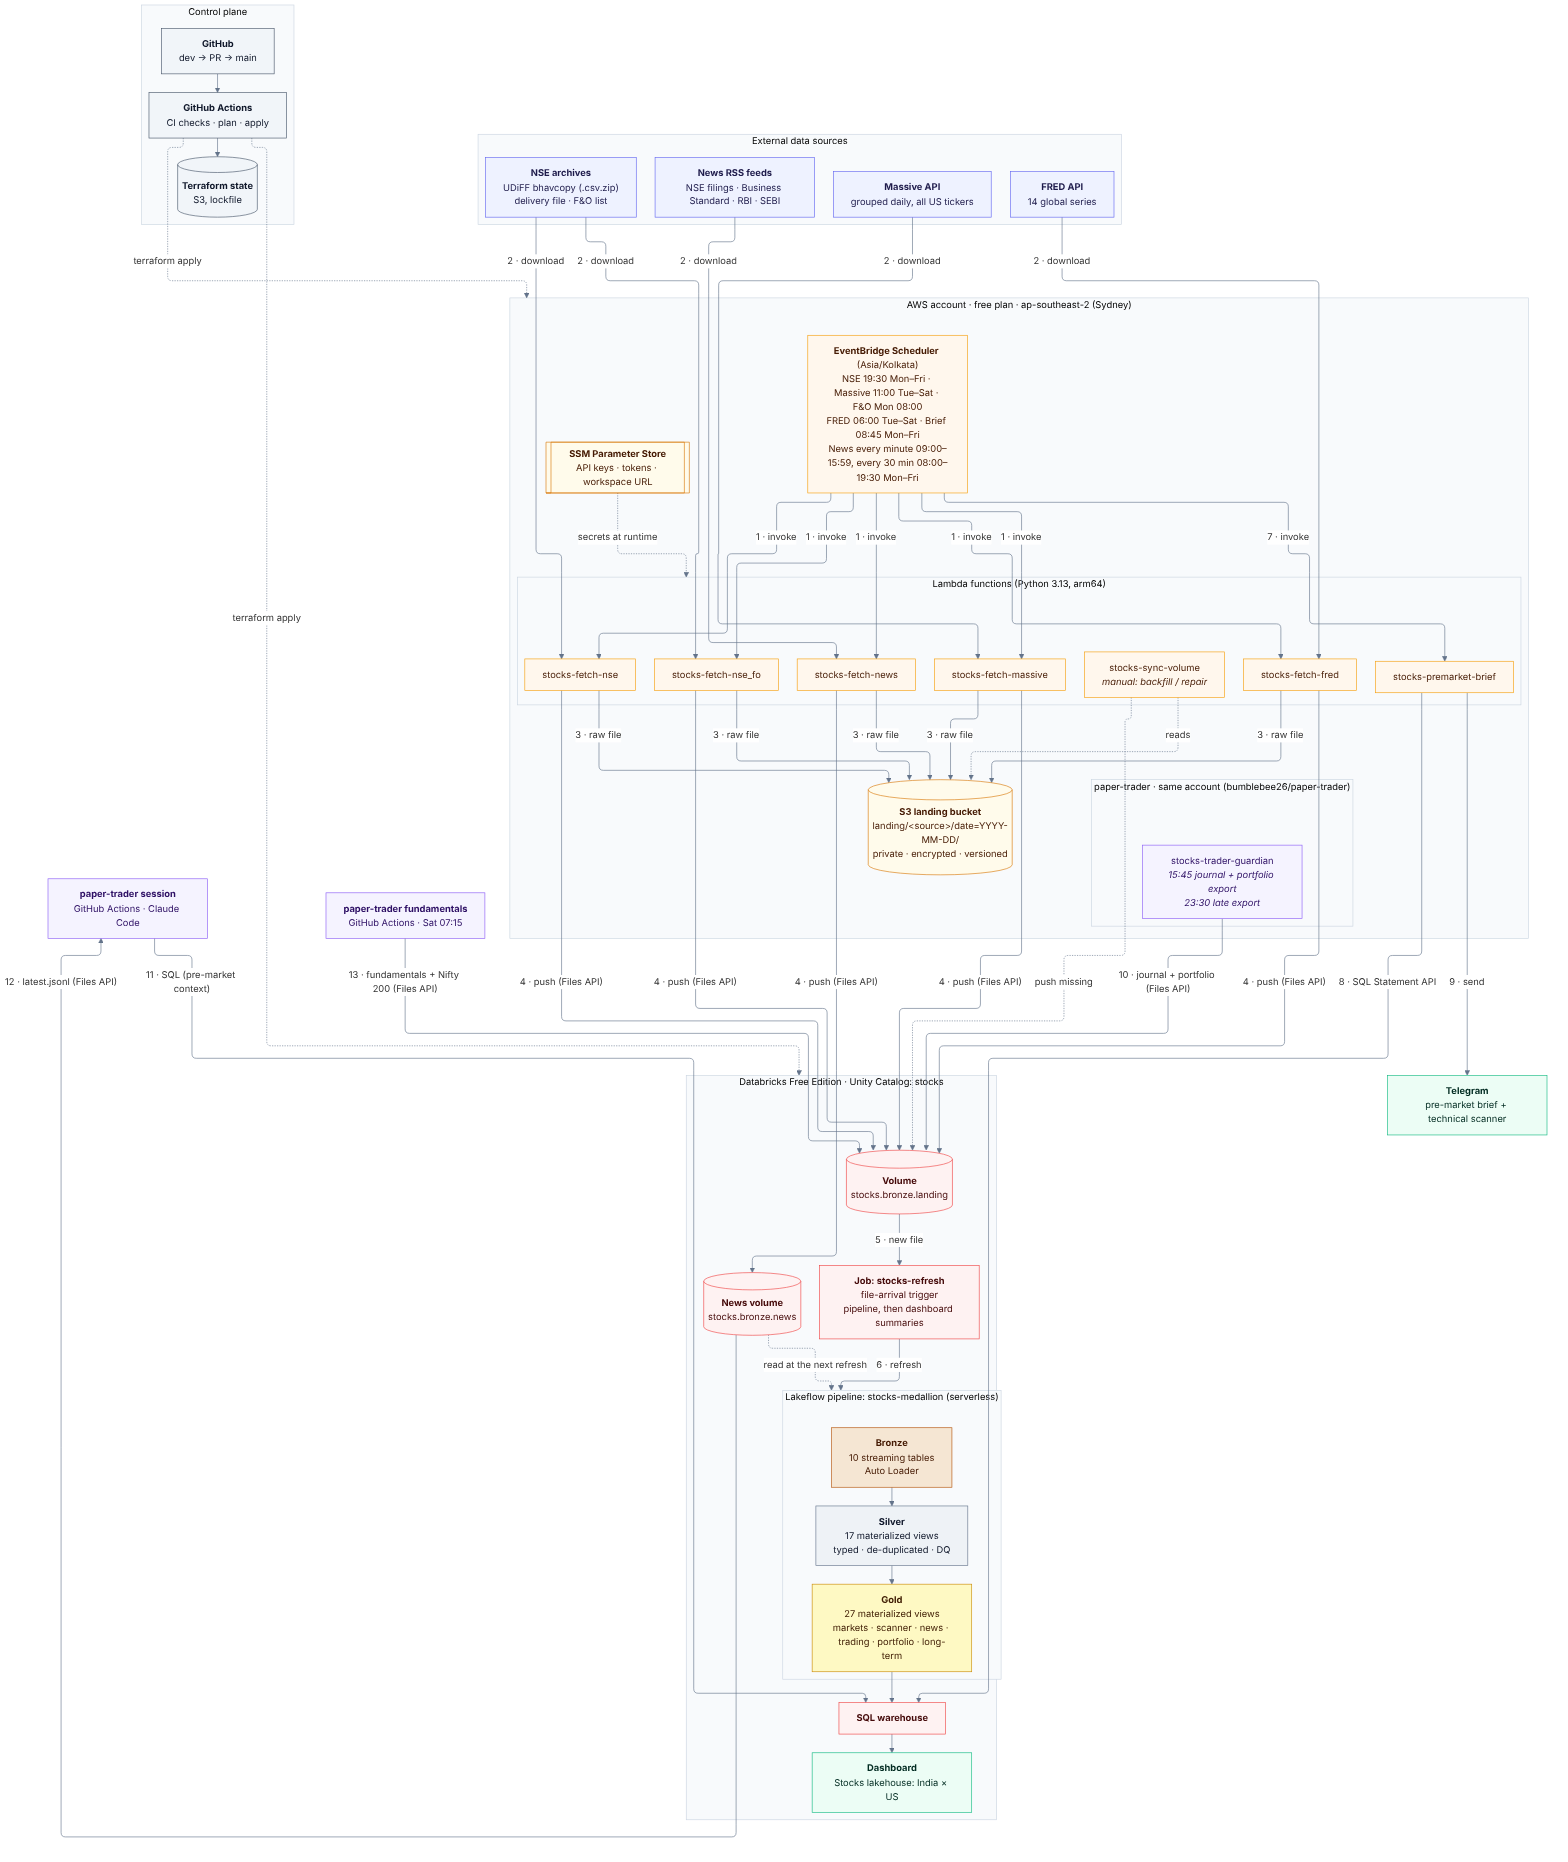 Control plane
GitHub
dev → PR → main
GitHub Actions
CI checks · plan · apply
Terraform state
S3, lockfile
External data sources
NSE archives
UDiFF bhavcopy (.csv.zip)
delivery file · F&O list
News RSS feeds
NSE filings · Business
Standard · RBI · SEBI
Massive API
grouped daily, all US tickers
FRED API
14 global series
terraform apply
2 · download
2 · download
2 · download
2 · download
2 · download
AWS account · free plan · ap-southeast-2 (Sydney)
EventBridge Scheduler
(Asia/Kolkata)
NSE 19:30 Mon–Fri ·
Massive 11:00 Tue–Sat ·
F&O Mon 08:00
FRED 06:00 Tue–Sat · Brief
08:45 Mon–Fri
News every minute 09:00–
15:59, every 30 min 08:00–
19:30 Mon–Fri
SSM Parameter Store
API keys · tokens ·
workspace URL
secrets at runtime
1 · invoke
1 · invoke
1 · invoke
1 · invoke
1 · invoke
7 · invoke
Lambda functions (Python 3.13, arm64)
terraform apply
stocks-fetch-nse
stocks-fetch-nse_fo
stocks-fetch-news
stocks-fetch-massive
stocks-sync-volume
manual: backfill / repair
stocks-fetch-fred
stocks-premarket-brief
3 · raw file
3 · raw file
3 · raw file
3 · raw file
reads
3 · raw file
S3 landing bucket
landing/<source>/date=YYYY-
MM-DD/
private · encrypted · versioned
paper-trader · same account (bumblebee26/paper-trader)
stocks-trader-guardian
15:45 journal + portfolio
export
23:30 late export
paper-trader session
GitHub Actions · Claude
Code
paper-trader fundamentals
GitHub Actions · Sat 07:15
12 · latest.jsonl (Files API)
11 · SQL (pre-market
context)
13 · fundamentals + Nifty
200 (Files API)
4 · push (Files API)
4 · push (Files API)
4 · push (Files API)
4 · push (Files API)
push missing
10 · journal + portfolio
(Files API)
4 · push (Files API)
8 · SQL Statement API
9 · send
Databricks Free Edition · Unity Catalog: stocks
Telegram
pre-market brief +
technical scanner
Volume
stocks.bronze.landing
5 · new file
News volume
stocks.bronze.news
Job: stocks-refresh
file-arrival trigger
pipeline, then dashboard
summaries
read at the next refresh
6 · refresh
Lakeflow pipeline: stocks-medallion (serverless)
Bronze
10 streaming tables
Auto Loader
Silver
17 materialized views
typed · de-duplicated · DQ
Gold
27 materialized views
markets · scanner · news ·
trading · portfolio · long-
term
SQL warehouse
Dashboard
Stocks lakehouse: India ×
US